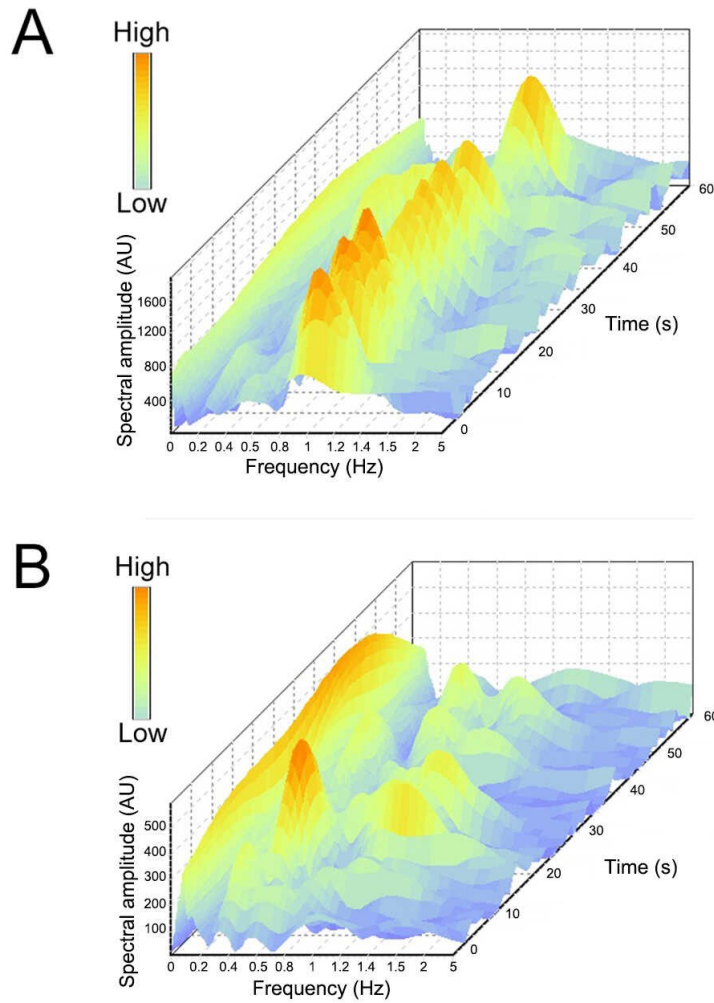 A
High
Low
Spectral amplitude (AU)
1600
1200
800
400
0 0.2 0.4 0.5 0.8 1 1.2 1.4 1.5 2 5
Frequency (Hz)
0
10
20
30
40
50
60
Time (s)
B
High
Low
Spectral amplitude (AU)
500
400
300
200
100
0 0.2 0.4 0.5 0.8 1 1.2 1.4 1.5 2 5
Frequency (Hz)
0
10
20
30
40
50
60
Time (s)